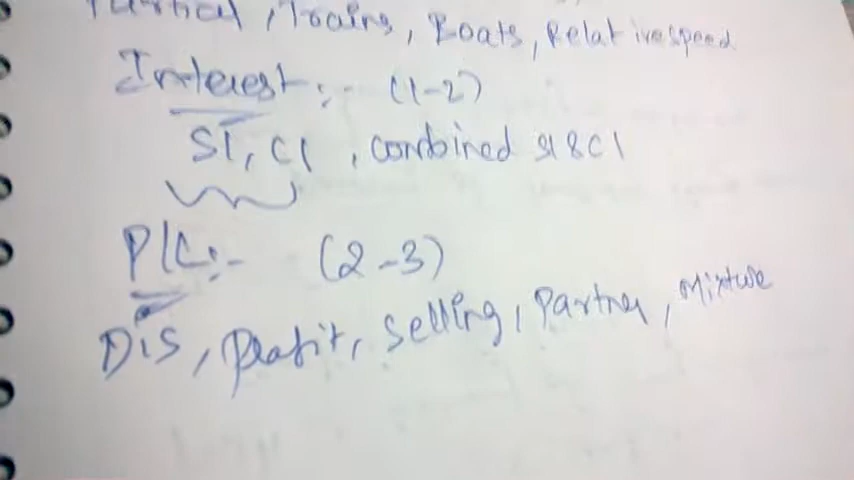 Partical, Trains, Boats, Relative speed
Interest :- (1-2)
SI, CI, combined SI & CI
P/L :- (2-3)
DIS, Profit, Selling, Partner, Mixture